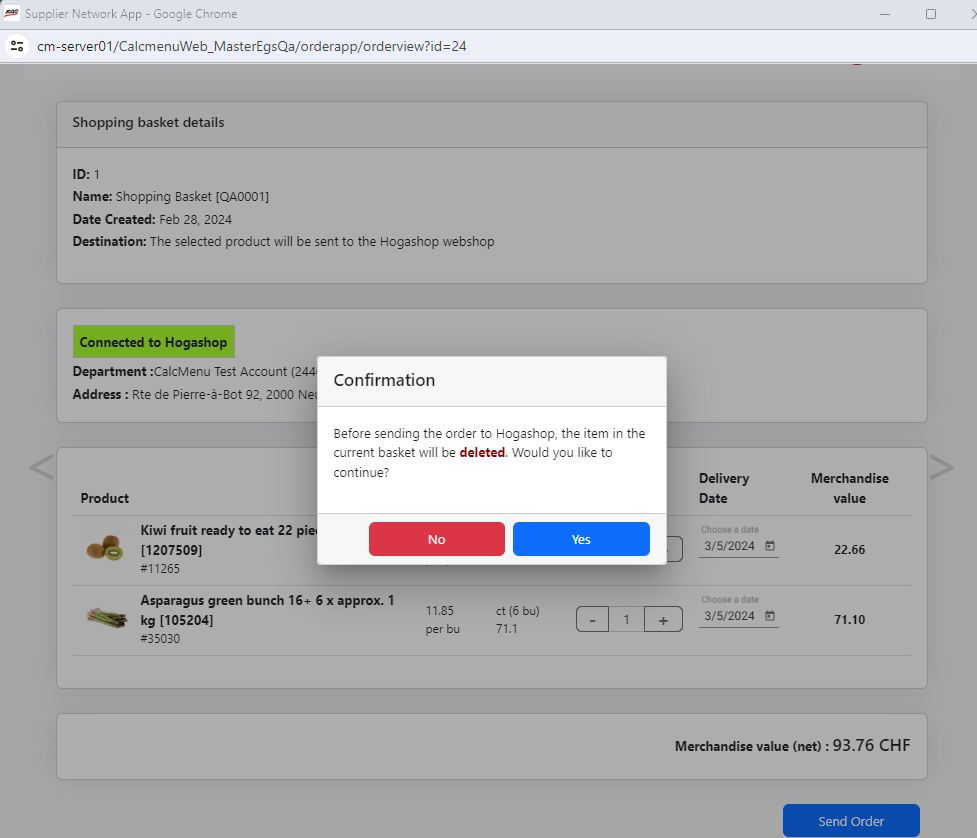 Supplier Network App - Google Chrome
cm-server01/CalcmenuWeb_MasterEgsQa/orderapp/orderview?id=24
Shopping basket details
ID: 1
Name: Shopping Basket [QA0001]
Date Created: Feb 28, 2024
Destination: The selected product will be sent to the Hogashop webshop
Connected to Hogashop
Department :CalcMenu Test Account (244
Address : Rte de Pierre-à-Bot 92, 2000 Neu
Confirmation
Before sending the order to Hogashop, the item in the
current basket will be deleted. Would you like to
continue?
No
Yes
Product
Delivery
Date
Merchandise
value
Kiwi fruit ready to eat 22 pie
[1207509]
#11265
Choose a date
3/5/2024
22.66
Asparagus green bunch 16+ 6 x approx. 1
kg [105204]
#35030
11.85
per bu
ct (6 bu)
71.1
- 1 +
Choose a date
3/5/2024
71.10
Merchandise value (net) : 93.76 CHF
Send Order